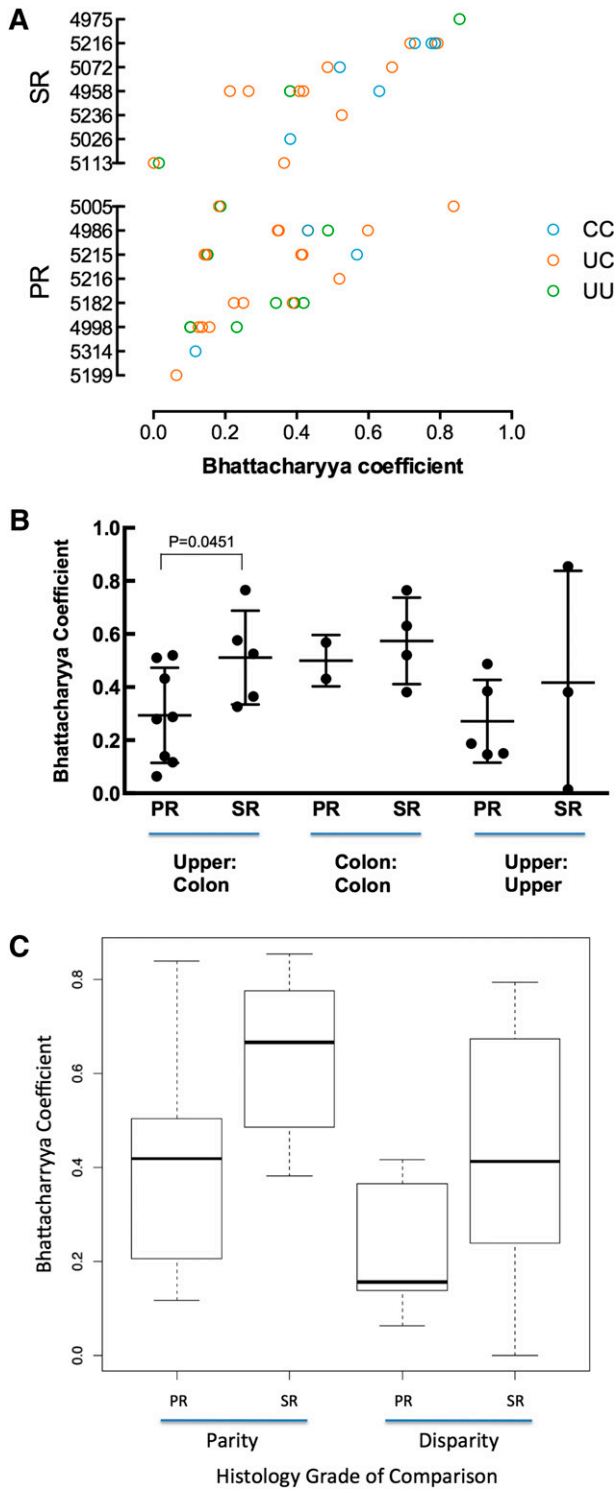 A
SR
4975
5216
5072
4958
5236
5026
5113
PR
5005
4986
5215
5216
5182
4998
5314
5199
CC
UC
UU
0.0 0.2 0.4 0.6 0.8 1.0
Bhattacharyya coefficient
B
Bhattacharyya Coefficient
1.0
0.8
0.6
0.4
0.2
0.0
P=0.0451
PR SR PR SR PR SR
Upper: Colon: Upper:
Colon Colon Upper
C
Bhattacharryya Coefficient
0.8
0.6
0.4
0.2
0.0
PR SR PR SR
Parity Disparity
Histology Grade of Comparison